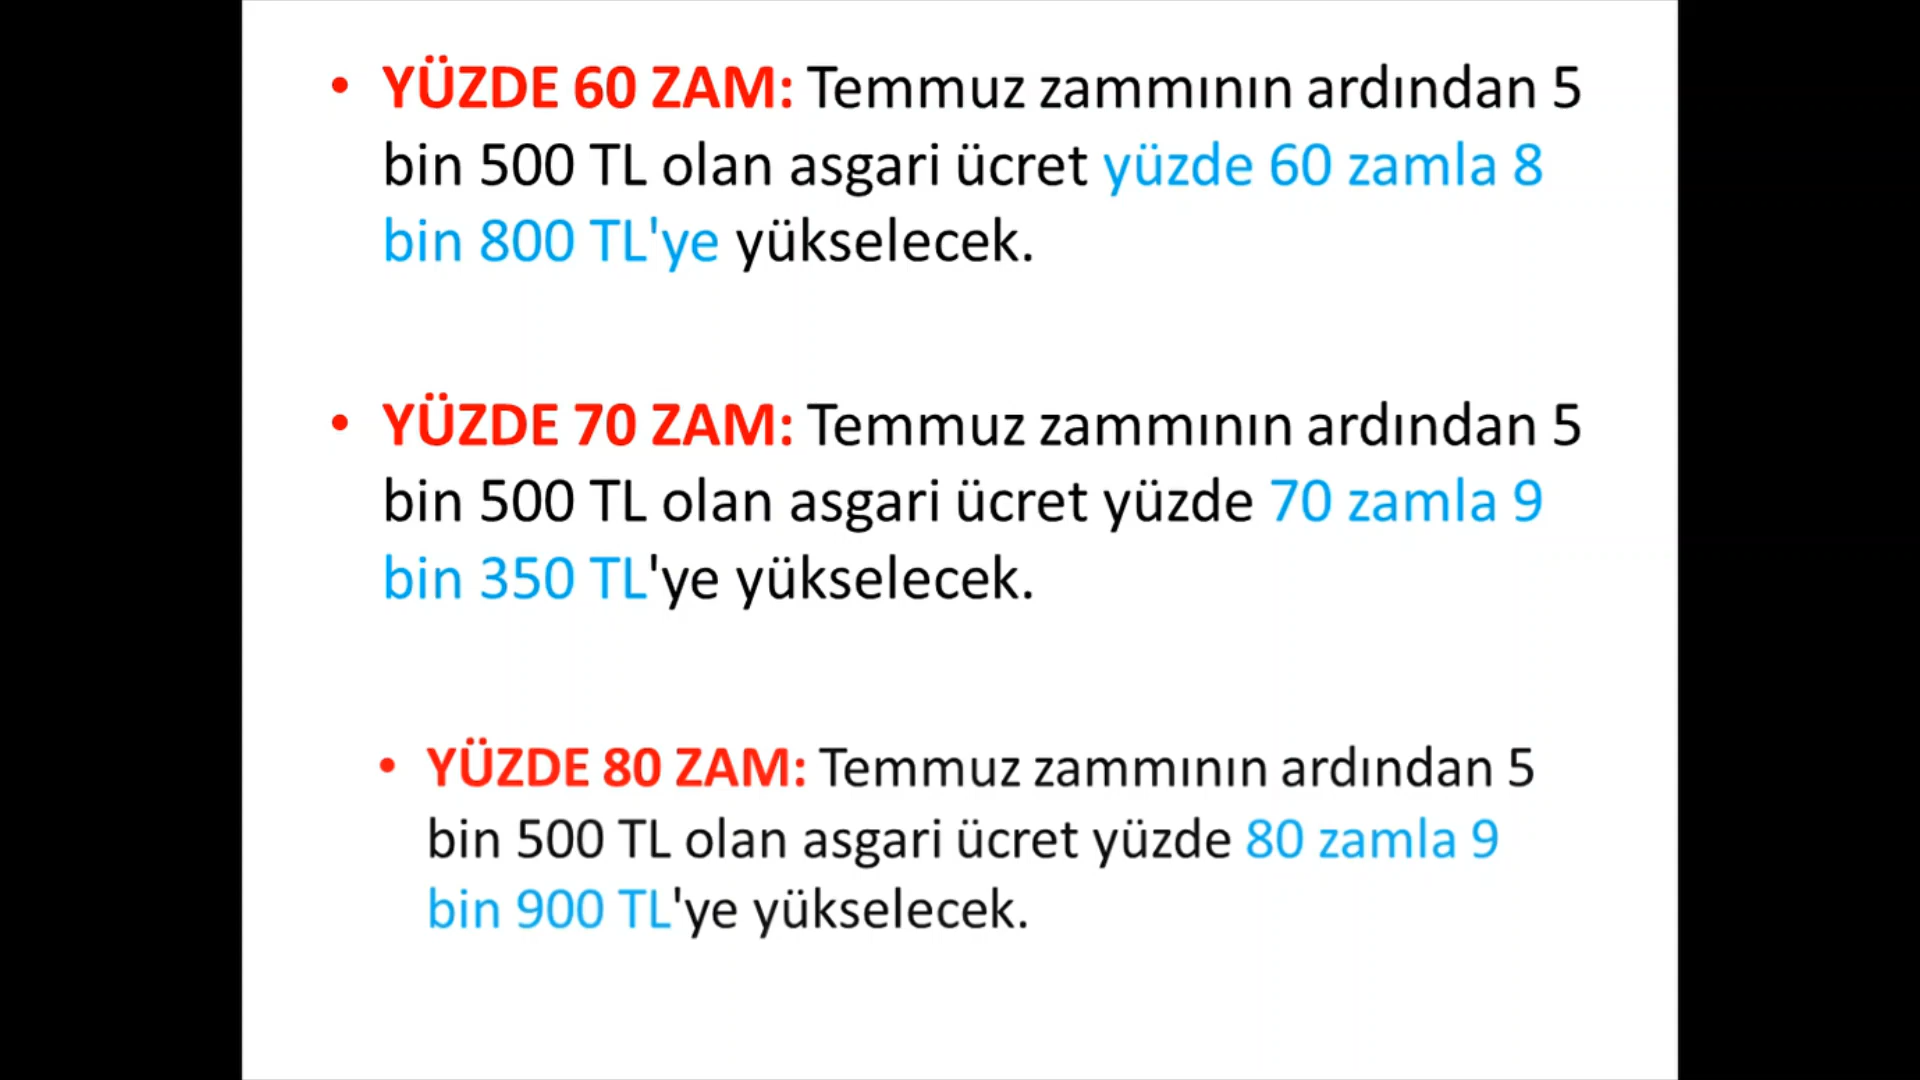 • YÜZDE 60 ZAM: Temmuz zammının ardından 5
bin 500 TL olan asgari ücret yüzde 60 zamla 8
bin 800 TL'ye yükselecek.
• YÜZDE 70 ZAM: Temmuz zammının ardından 5
bin 500 TL olan asgari ücret yüzde 70 zamla 9
bin 350 TL'ye yükselecek.
• YÜZDE 80 ZAM: Temmuz zammının ardından 5
bin 500 TL olan asgari ücret yüzde 80 zamla 9
bin 900 TL'ye yükselecek.